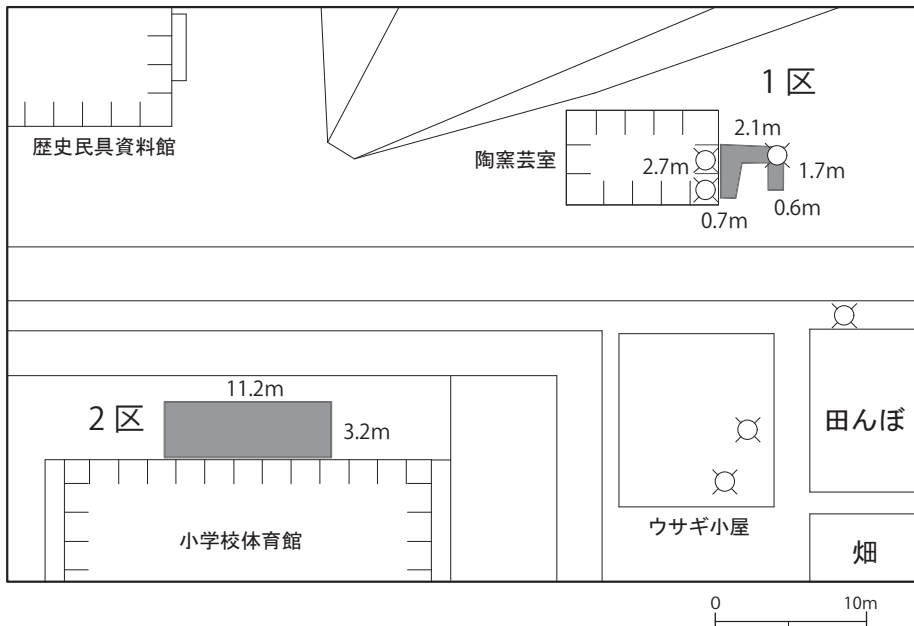 1 区
歴史民具資料館
陶窯芸室
2.1m
2.7m
1.7m
0.7m
0.6m
2 区
11.2m
3.2m
田んぼ
小学校体育館
ウサギ小屋
畑
0
10m